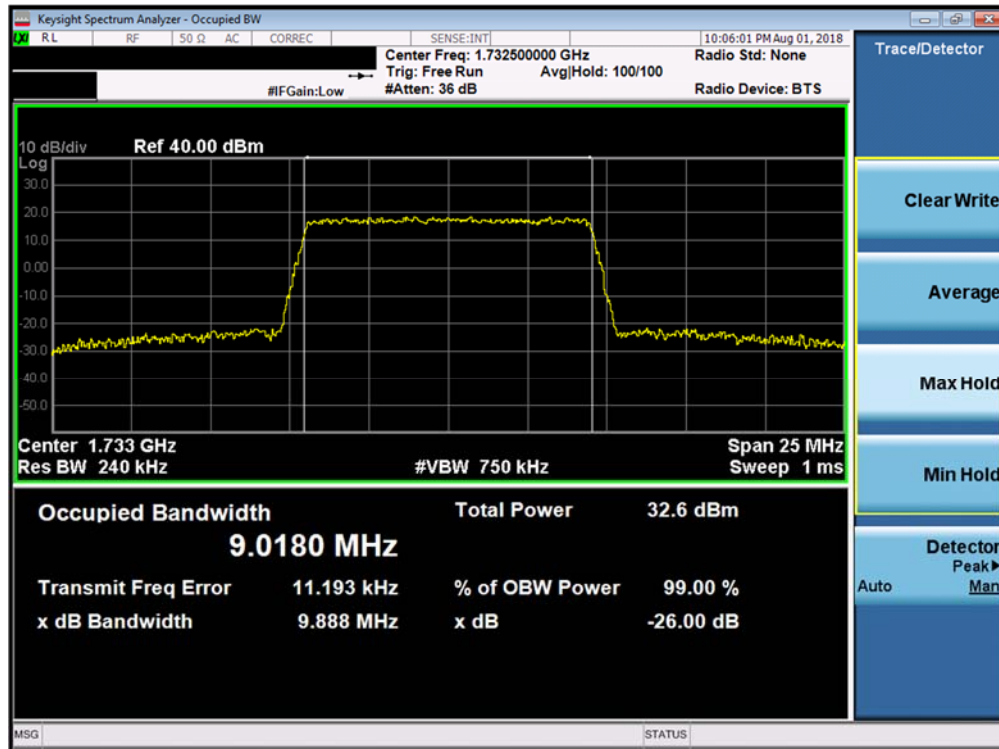 Keysight Spectrum Analyzer - Occupied BW
LXI RL RF 50 Ω AC CORREC SENSE:INT 10:06:01 PM Aug 01, 2018
Center Freq: 1.732500000 GHz Radio Std: None
Trig: Free Run Avg|Hold: 100/100
#IFGain:Low #Atten: 36 dB Radio Device: BTS
10 dB/div Ref 40.00 dBm
Log
30.0
20.0
10.0
0.00
-10.0
-20.0
-30.0
-40.0
-50.0
Center 1.733 GHz Span 25 MHz
Res BW 240 kHz #VBW 750 kHz Sweep 1 ms
Occupied Bandwidth Total Power 32.6 dBm
9.0180 MHz
Transmit Freq Error 11.193 kHz % of OBW Power 99.00 %
x dB Bandwidth 9.888 MHz x dB -26.00 dB
MSG STATUS
Trace/Detector
Clear Write
Average
Max Hold
Min Hold
Detector
Peak▶
Auto Man